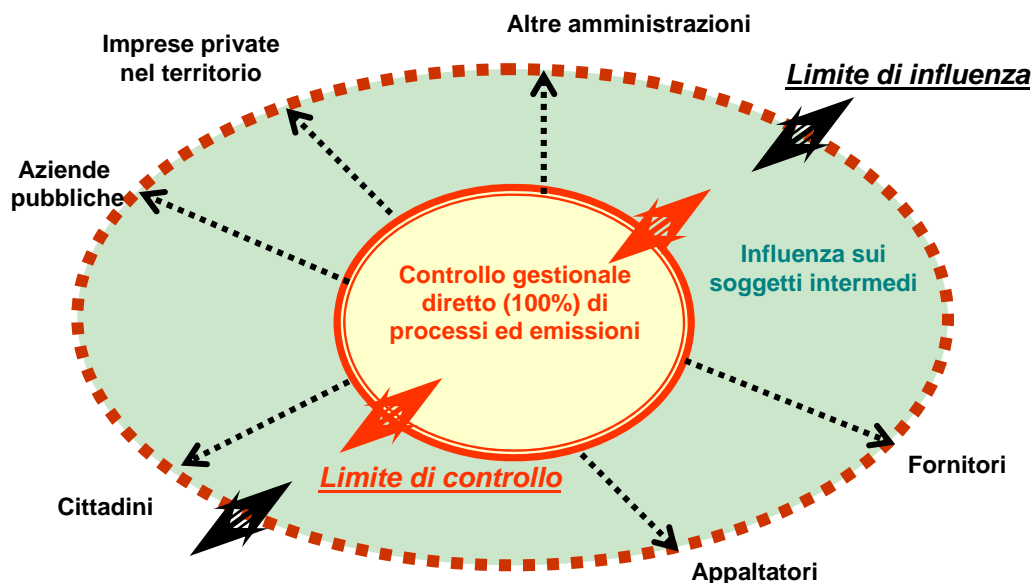 Altre amministrazioni
Imprese private
nel territorio
Limite di influenza
Aziende
pubbliche
Influenza sui
soggetti intermedi
Controllo gestionale
diretto (100%) di
processi ed emissioni
Limite di controllo
Fornitori
Cittadini
Appaltatori